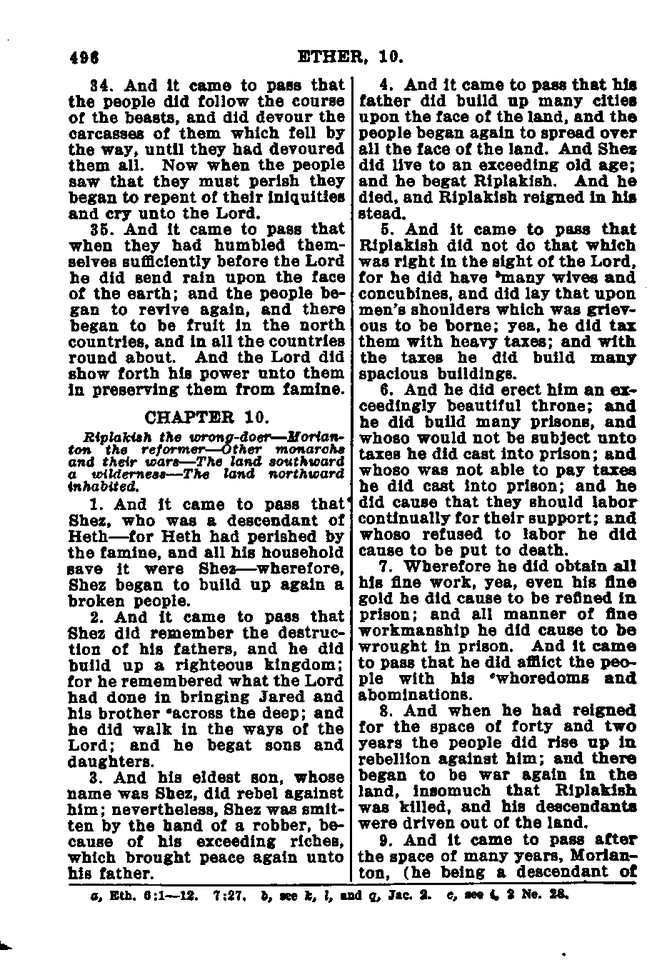 496
ETHER, 10.
34. And it came to pass that
the people did follow the course
of the beasts, and did devour the
carcasses of them which fell by
the way, until they had devoured
them all. Now when the people
saw that they must perish they
began to repent of their iniquities
and cry unto the Lord.
35. And it came to pass that
when they had humbled them-
selves sufficiently before the Lord
he did send rain upon the face
of the earth; and the people be-
gan to revive again, and there
began to be fruit in the north
countries, and in all the countries
round about. And the Lord did
show forth his power unto them
in preserving them from famine.
CHAPTER 10.
Riplakish the wrong-doer—Morian-
ton the reformer—Other monarchs
and their wars—The land southward
a wilderness—The land northward
inhabited.
1. And it came to pass that
Shez, who was a descendant of
Heth—for Heth had perished by
the famine, and all his household
save it were Shez—wherefore,
Shez began to build up again a
broken people.
2. And it came to pass that
Shez did remember the destruc-
tion of his fathers, and he did
build up a righteous kingdom;
for he remembered what the Lord
had done in bringing Jared and
his brother ᵃacross the deep; and
he did walk in the ways of the
Lord; and he begat sons and
daughters.
3. And his eldest son, whose
name was Shez, did rebel against
him; nevertheless, Shez was smit-
ten by the hand of a robber, be-
cause of his exceeding riches,
which brought peace again unto
his father.
4. And it came to pass that his
father did build up many cities
upon the face of the land, and the
people began again to spread over
all the face of the land. And Shez
did live to an exceeding old age;
and he begat Riplakish. And he
died, and Riplakish reigned in his
stead.
5. And it came to pass that
Riplakish did not do that which
was right in the sight of the Lord,
for he did have ᵇmany wives and
concubines, and did lay that upon
men's shoulders which was griev-
ous to be borne; yea, he did tax
them with heavy taxes; and with
the taxes he did build many
spacious buildings.
6. And he did erect him an ex-
ceedingly beautiful throne; and
he did build many prisons, and
whoso would not be subject unto
taxes he did cast into prison; and
whoso was not able to pay taxes
he did cast into prison; and he
did cause that they should labor
continually for their support; and
whoso refused to labor he did
cause to be put to death.
7. Wherefore he did obtain all
his fine work, yea, even his fine
gold he did cause to be refined in
prison; and all manner of fine
workmanship he did cause to be
wrought in prison. And it came
to pass that he did afflict the peo-
ple with his ᶜwhoredoms and
abominations.
8. And when he had reigned
for the space of forty and two
years the people did rise up in
rebellion against him; and there
began to be war again in the
land, insomuch that Riplakish
was killed, and his descendants
were driven out of the land.
9. And it came to pass after
the space of many years, Morian-
ton, (he being a descendant of
a, Eth. 6:1—12. 7:27. b, see k, l, and q, Jac. 2. c, see i, 2 Ne. 28.